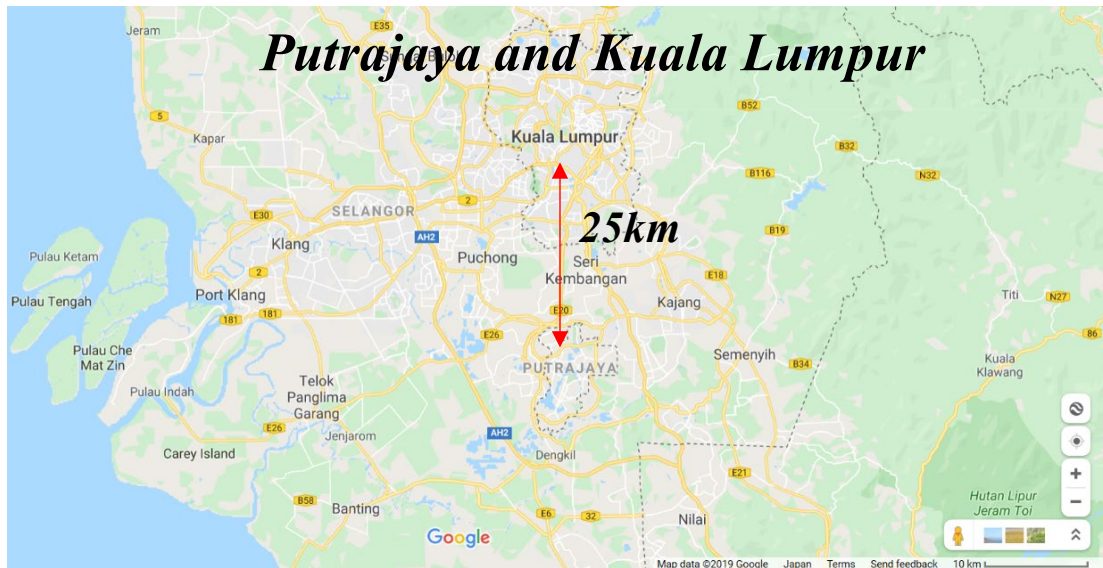 Putrajaya and Kuala Lumpur
E35
Jeram
5
B52
Kuala Lumpur
Kapar
B32
B116
N32
2
SELANGOR
E30
25km
B19
AH2
Klang
Pulau Ketam
Puchong
Seri
Kembangan
2
E18
Port Klang
Titi
N27
Pulau Tengah
Kajang
E20
181
181
86
E26
Pulau Che
Mat Zin
Semenyih
Kuala
Klawang
B34
PUTRAJAYA
Telok
Panglima
Garang
Pulau Indah
E26
AH2
Jenjarom
Carey Island
Dengkil
E21
B58
Banting
Hutan Lipur
Jeram Toi
E6
32
Nilai
Google
Map data ©2019 Google Japan Terms Send feedback 10 km